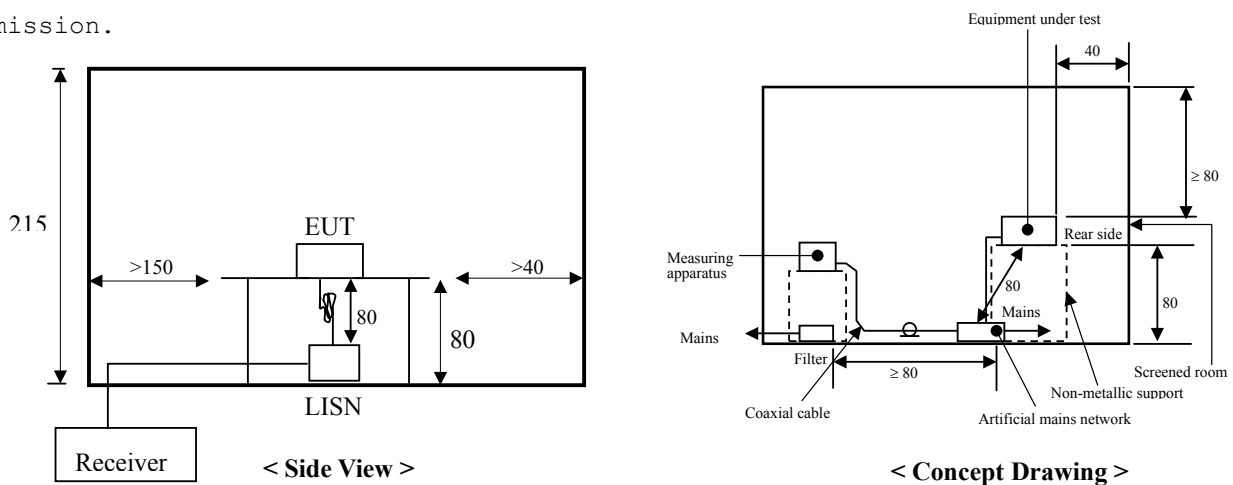 mission.
215
EUT
>150
>40
80
80
LISN
Receiver
< Side View >
Equipment under test
40
≥ 80
Rear side
Measuring
apparatus
80
80
Mains
Mains
Filter
≥ 80
Screened room
Non-metallic support
Coaxial cable
Artificial mains network
< Concept Drawing >